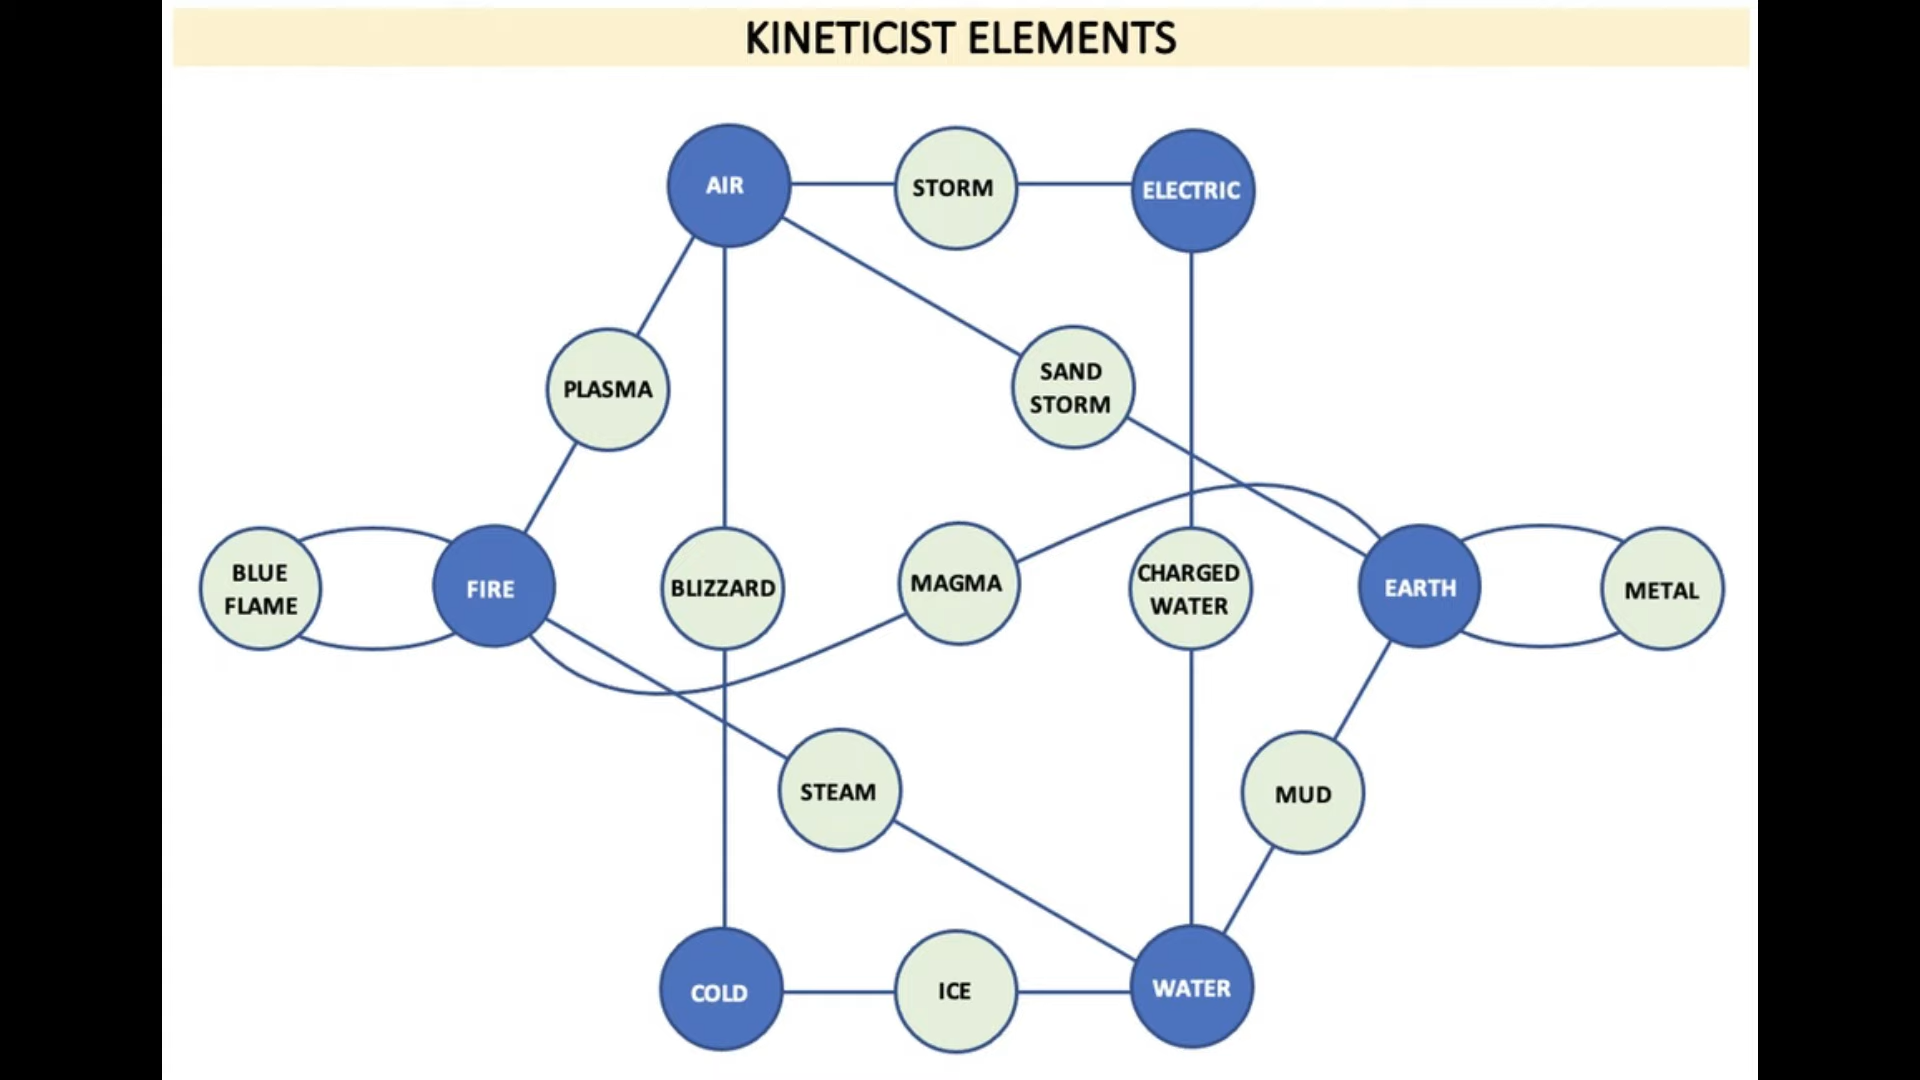 KINETICIST ELEMENTS
AIR
STORM
ELECTRIC
PLASMA
SAND
STORM
BLUE
FLAME
FIRE
BLIZZARD
MAGMA
CHARGED
WATER
EARTH
METAL
STEAM
MUD
COLD
ICE
WATER